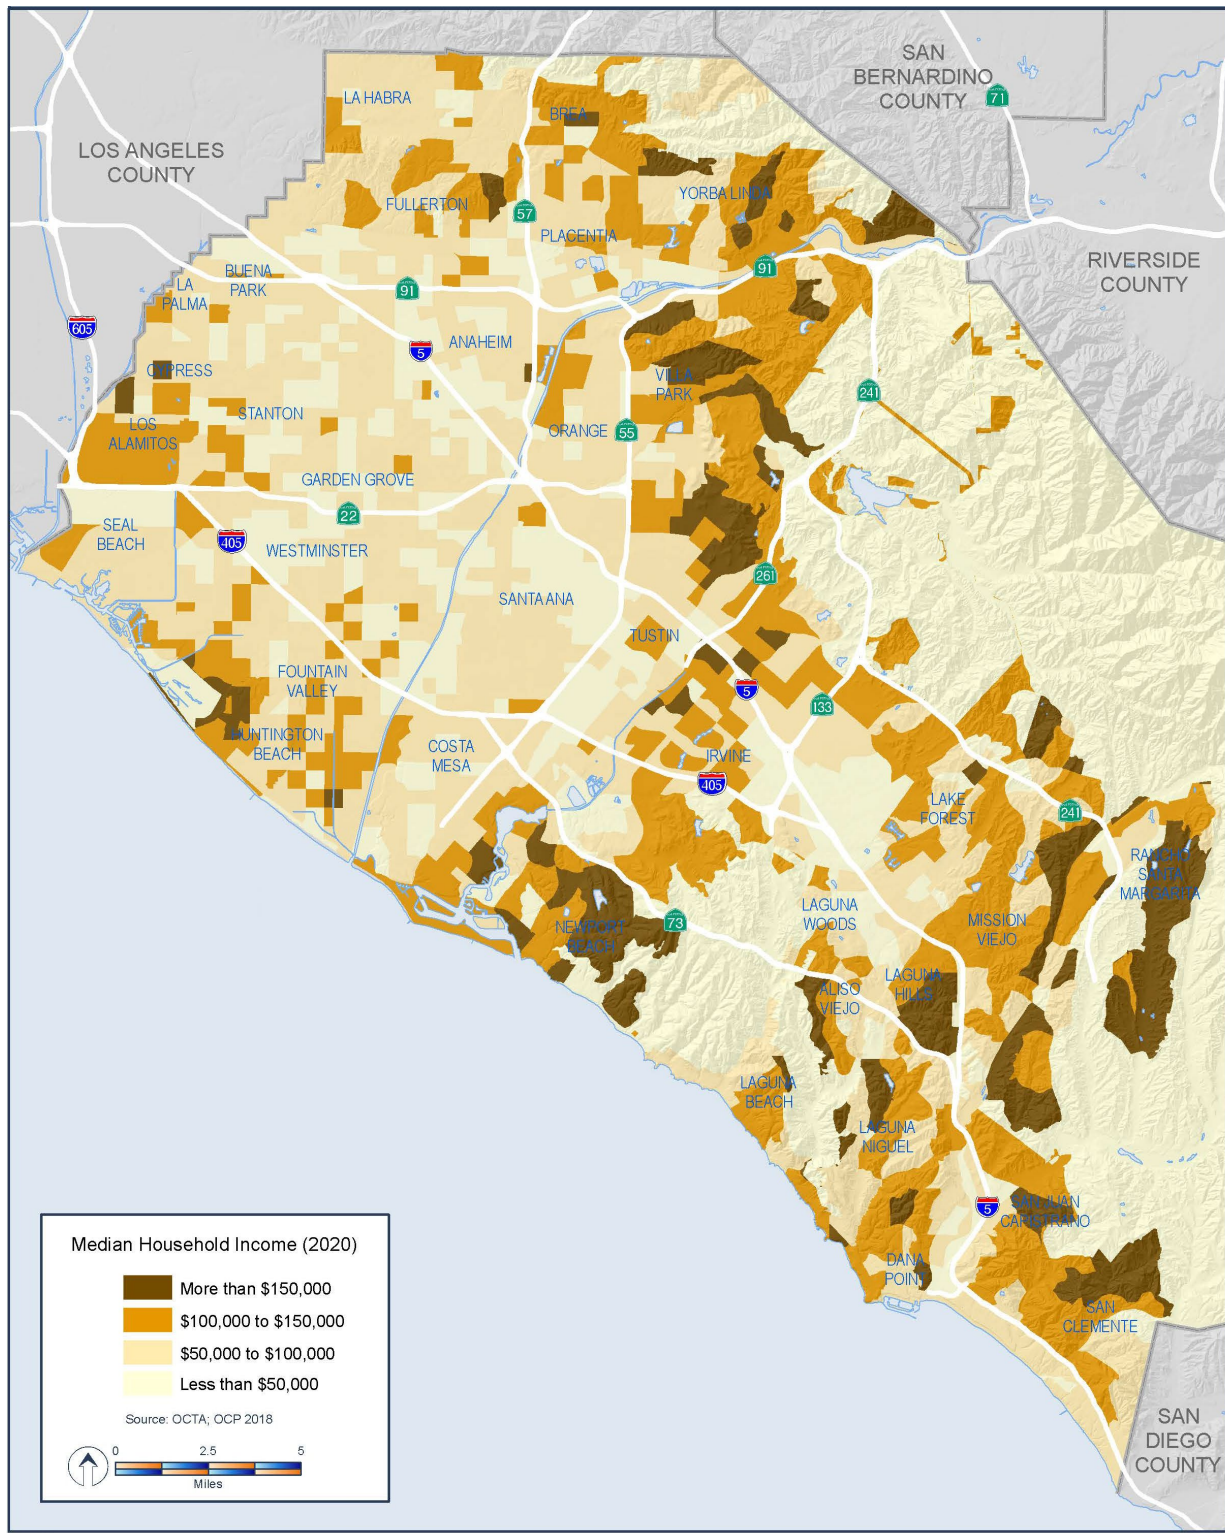 SAN
BERNARDINO
COUNTY
71
LA HABRA
BREA
LOS ANGELES
COUNTY
YORBA LINDA
FULLERTON
57
PLACENTIA
91
RIVERSIDE
COUNTY
BUENA
PARK
LA
PALMA
91
605
5
ANAHEIM
CYPRESS
VILLA
PARK
241
STANTON
LOS
ALAMITOS
ORANGE
55
GARDEN GROVE
22
SEAL
BEACH
405
WESTMINSTER
261
SANTA ANA
TUSTIN
FOUNTAIN
VALLEY
5
133
HUNTINGTON
BEACH
COSTA
MESA
IRVINE
405
LAKE
FOREST
241
RANCHO
SANTA
MARGARITA
LAGUNA
WOODS
MISSION
VIEJO
NEWPORT
BEACH
73
LAGUNA
HILLS
ALISO
VIEJO
LAGUNA
BEACH
LAGUNA
NIGUEL
5
SAN JUAN
CAPISTRANO
DANA
POINT
SAN
CLEMENTE
SAN
DIEGO
COUNTY
Median Household Income (2020)
More than $150,000
$100,000 to $150,000
$50,000 to $100,000
Less than $50,000
Source: OCTA; OCP 2018
0 2.5 5
Miles